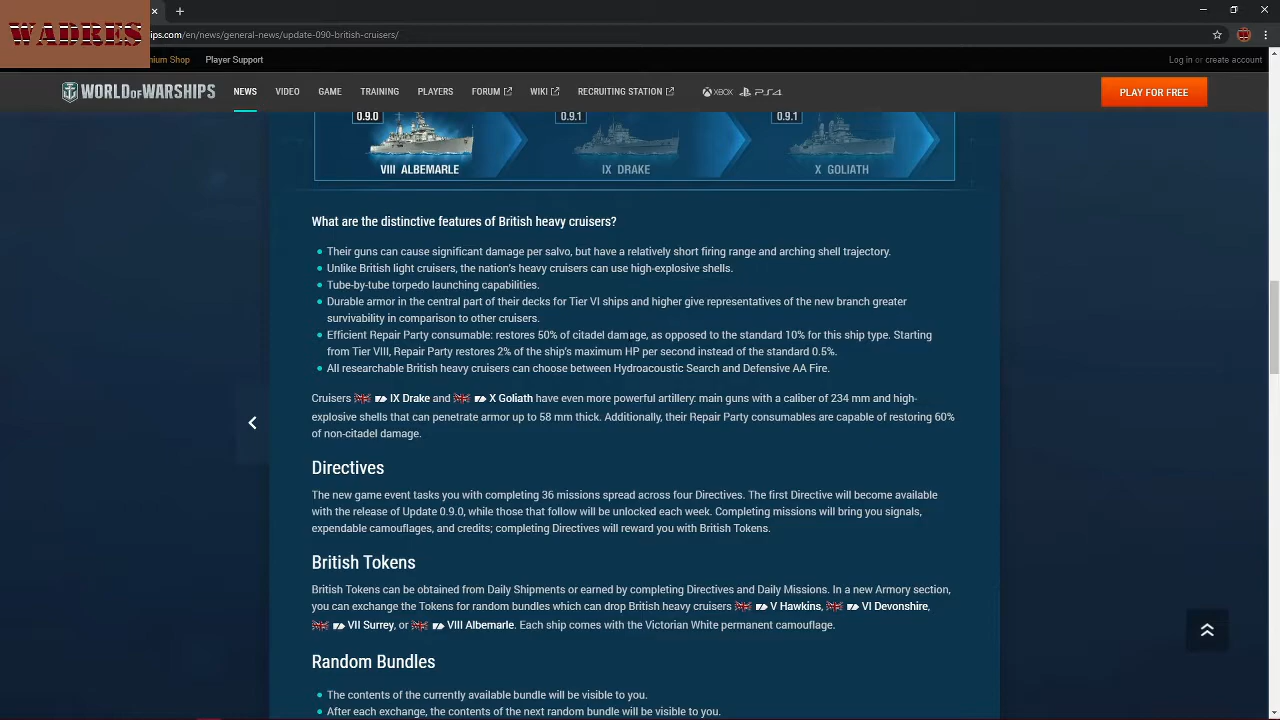 WADRES
ips.com/en/news/general-news/update-090-british-cruisers/
nium Shop
Player Support
Log in or create account
WORLD OF WARSHIPS
NEWS
VIDEO
GAME
TRAINING
PLAYERS
FORUM
WIKI
RECRUITING STATION
XBOX
PS4
PLAY FOR FREE
0.9.0
0.9.1
0.9.1
VIII ALBEMARLE
IX DRAKE
X GOLIATH
What are the distinctive features of British heavy cruisers?
Their guns can cause significant damage per salvo, but have a relatively short firing range and arching shell trajectory.
Unlike British light cruisers, the nation's heavy cruisers can use high-explosive shells.
Tube-by-tube torpedo launching capabilities.
Durable armor in the central part of their decks for Tier VI ships and higher give representatives of the new branch greater
survivability in comparison to other cruisers.
Efficient Repair Party consumable: restores 50% of citadel damage, as opposed to the standard 10% for this ship type. Starting
from Tier VIII, Repair Party restores 2% of the ship's maximum HP per second instead of the standard 0.5%.
All researchable British heavy cruisers can choose between Hydroacoustic Search and Defensive AA Fire.
Cruisers IX Drake and X Goliath have even more powerful artillery: main guns with a caliber of 234 mm and high-
explosive shells that can penetrate armor up to 58 mm thick. Additionally, their Repair Party consumables are capable of restoring 60%
of non-citadel damage.
Directives
The new game event tasks you with completing 36 missions spread across four Directives. The first Directive will become available
with the release of Update 0.9.0, while those that follow will be unlocked each week. Completing missions will bring you signals,
expendable camouflages, and credits; completing Directives will reward you with British Tokens.
British Tokens
British Tokens can be obtained from Daily Shipments or earned by completing Directives and Daily Missions. In a new Armory section,
you can exchange the Tokens for random bundles which can drop British heavy cruisers V Hawkins, VI Devonshire,
VII Surrey, or VIII Albemarle. Each ship comes with the Victorian White permanent camouflage.
Random Bundles
The contents of the currently available bundle will be visible to you.
After each exchange, the contents of the next random bundle will be visible to you.